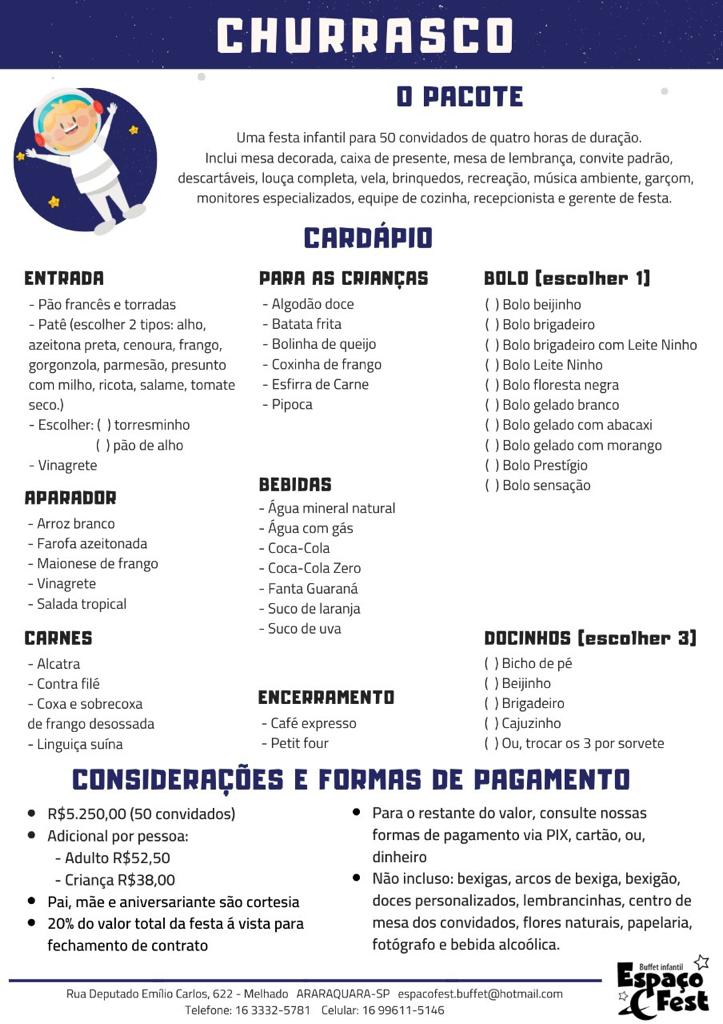 CHURRASCO
O PACOTE
Uma festa infantil para 50 convidados de quatro horas de duração.
Inclui mesa decorada, caixa de presente, mesa de lembrança, convite padrão,
descartáveis, louça completa, vela, brinquedos, recreação, música ambiente, garçom,
monitores especializados, equipe de cozinha, recepcionista e gerente de festa.
CARDÁPIO
ENTRADA
- Pão francês e torradas
- Patê (escolher 2 tipos: alho,
azeitona preta, cenoura, frango,
gorgonzola, parmesão, presunto
com milho, ricota, salame, tomate
seco.)
- Escolher: ( ) torresminho
( ) pão de alho
- Vinagrete
APARADOR
- Arroz branco
- Farofa azeitonada
- Maionese de frango
- Vinagrete
- Salada tropical
CARNES
- Alcatra
- Contra filé
- Coxa e sobrecoxa
de frango desossada
- Linguiça suína
PARA AS CRIANÇAS
- Algodão doce
- Batata frita
- Bolinha de queijo
- Coxinha de frango
- Esfirra de Carne
- Pipoca
BEBIDAS
- Água mineral natural
- Água com gás
- Coca-Cola
- Coca-Cola Zero
- Fanta Guaraná
- Suco de laranja
- Suco de uva
ENCERRAMENTO
- Café expresso
- Petit four
BOLO [escolher 1]
( ) Bolo beijinho
( ) Bolo brigadeiro
( ) Bolo brigadeiro com Leite Ninho
( ) Bolo Leite Ninho
( ) Bolo floresta negra
( ) Bolo gelado branco
( ) Bolo gelado com abacaxi
( ) Bolo gelado com morango
( ) Bolo Prestígio
( ) Bolo sensação
DOCINHOS [escolher 3]
( ) Bicho de pé
( ) Beijinho
( ) Brigadeiro
( ) Cajuzinho
( ) Ou, trocar os 3 por sorvete
CONSIDERAÇÕES E FORMAS DE PAGAMENTO
• R$5.250,00 (50 convidados)
• Adicional por pessoa:
- Adulto R$52,50
- Criança R$38,00
• Pai, mãe e aniversariante são cortesia
• 20% do valor total da festa á vista para
fechamento de contrato
• Para o restante do valor, consulte nossas
formas de pagamento via PIX, cartão, ou,
dinheiro
• Não incluso: bexigas, arcos de bexiga, bexigão,
doces personalizados, lembrancinhas, centro de
mesa dos convidados, flores naturais, papelaria,
fotógrafo e bebida alcoólica.
Rua Deputado Emílio Carlos, 622 - Melhado ARARAQUARA-SP espacofest.buffet@hotmail.com
Telefone: 16 3332-5781 Celular: 16 99611-5146
Buffet infantil
Espaço
Fest